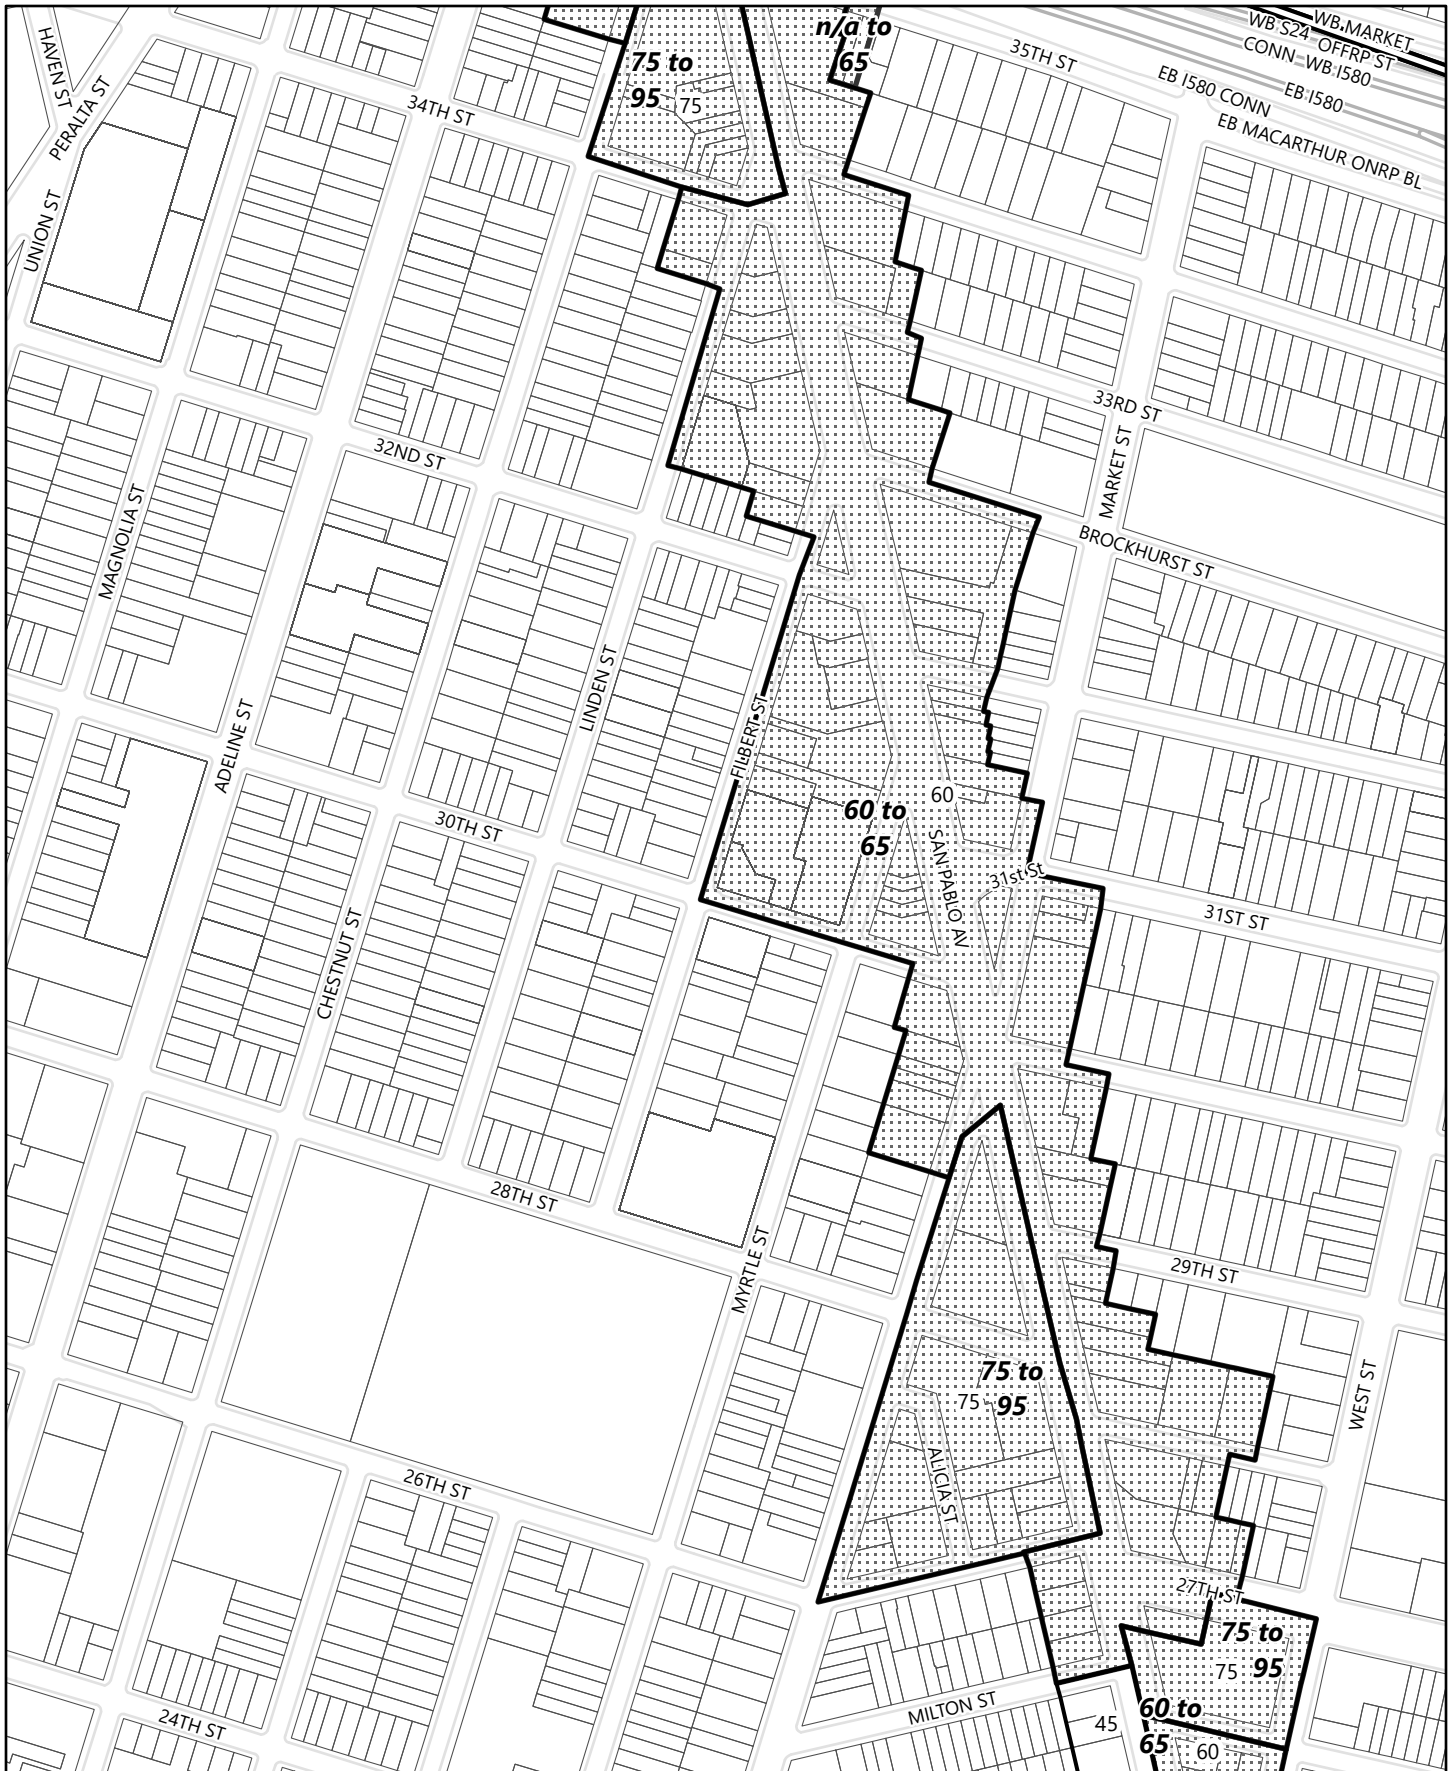 n/a to
65
WB MARKET
WB S24 OFFRP ST
CONN WB I580
EB I580 CONN
EB I580
EB MACARTHUR ONRP BL
35TH ST
HAVEN ST
PERALTA ST
34TH ST
75 to
95
75
UNION ST
33RD ST
MARKET ST
32ND ST
MAGNOLIA ST
BROCKHURST ST
LINDEN ST
ADELINE ST
FILBERT ST
60
60 to
65
30TH ST
SAN PABLO AV
31st St
31ST ST
CHESTNUT ST
28TH ST
MYRTLE ST
29TH ST
75 to
95
75
WEST ST
26TH ST
ALICIA ST
27TH ST
75 to
95
75
24TH ST
MILTON ST
45
60 to
65
60